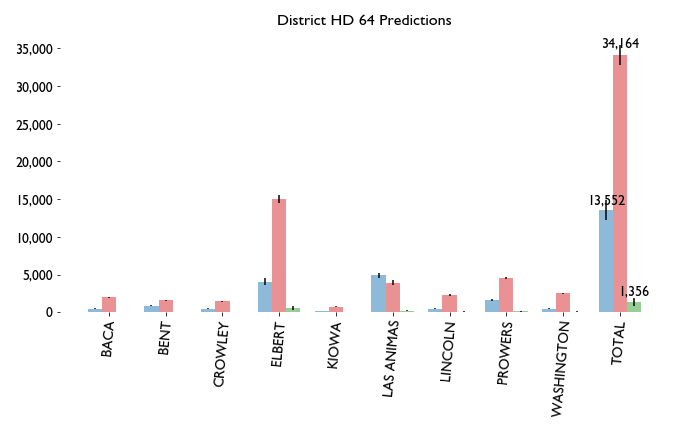 District HD 64 Predictions
35,000
30,000
25,000
20,000
15,000
10,000
5,000
0
34,164
13,552
1,356
BACA
BENT
CROWLEY
ELBERT
KIOWA
LAS ANIMAS
LINCOLN
PROWERS
WASHINGTON
TOTAL